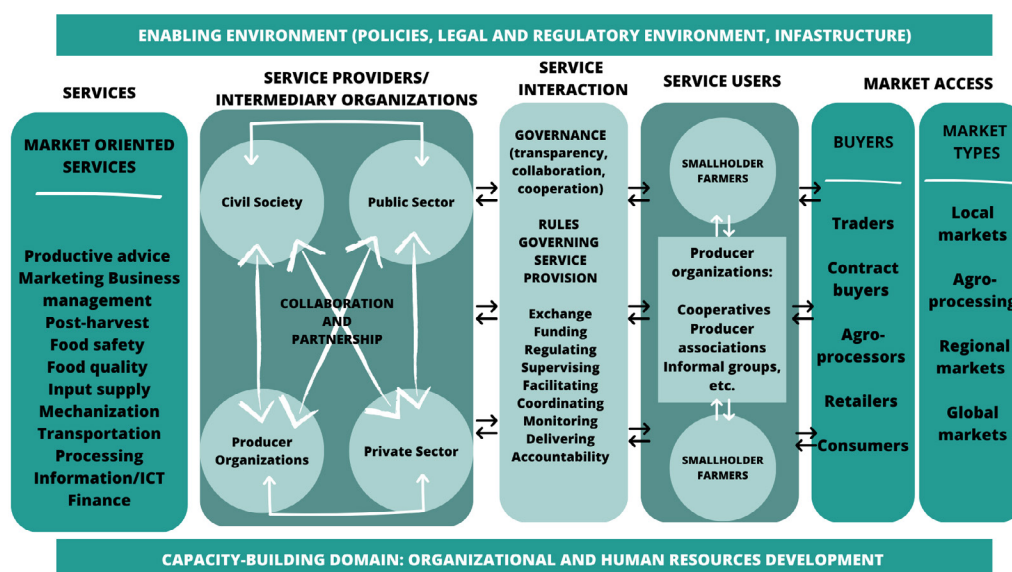 ENABLING ENVIRONMENT (POLICIES, LEGAL AND REGULATORY ENVIRONMENT, INFASTRUCTURE)
SERVICES
MARKET ORIENTED
SERVICES
Productive advice
Marketing Business
management
Post-harvest
Food safety
Food quality
Input supply
Mechanization
Transportation
Processing
Information/ICT
Finance
SERVICE PROVIDERS/
INTERMEDIARY ORGANIZATIONS
Civil Society
Public Sector
COLLABORATION
AND
PARTNERSHIP
Producer
Organizations
Private Sector
SERVICE
INTERACTION
GOVERNANCE
(transparency,
collaboration,
cooperation)
RULES
GOVERNING
SERVICE
PROVISION
Exchange
Funding
Regulating
Supervising
Facilitating
Coordinating
Monitoring
Delivering
Accountability
SERVICE USERS
SMALLHOLDER
FARMERS
Producer
organizations:
Cooperatives
Producer
associations
Informal groups,
etc.
SMALLHOLDER
FARMERS
MARKET ACCESS
BUYERS
Traders
Contract
buyers
Agro-
processors
Retailers
Consumers
MARKET
TYPES
Local
markets
Agro-
processing
Regional
markets
Global
markets
CAPACITY-BUILDING DOMAIN: ORGANIZATIONAL AND HUMAN RESOURCES DEVELOPMENT